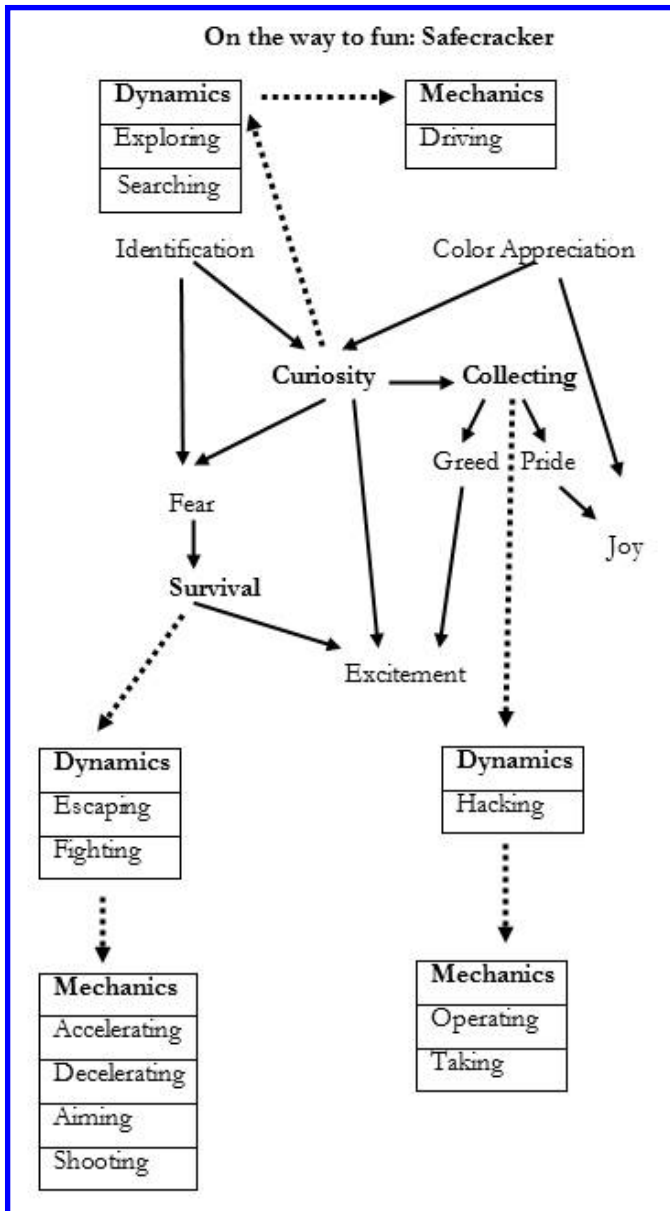 On the way to fun: Safecracker
Dynamics
Exploring
Searching
Mechanics
Driving
Identification
Color Appreciation
Curiosity
Collecting
Greed
Pride
Fear
Joy
Survival
Excitement
Dynamics
Escaping
Fighting
Dynamics
Hacking
Mechanics
Accelerating
Decelerating
Aiming
Shooting
Mechanics
Operating
Taking